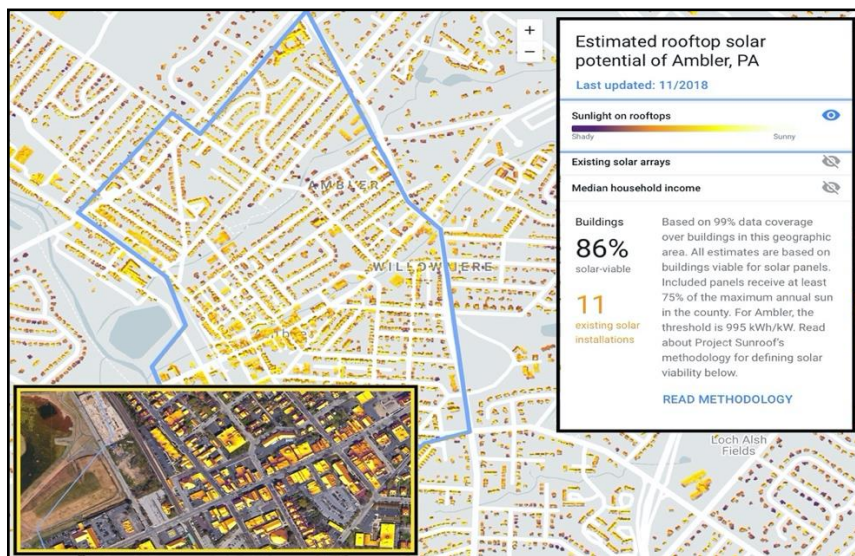 +
−
Estimated rooftop solar
potential of Ambler, PA
Last updated: 11/2018
Sunlight on rooftops
Shady Sunny
Existing solar arrays
Median household income
Buildings
86%
solar-viable
11
existing solar
installations
Based on 99% data coverage
over buildings in this geographic
area. All estimates are based on
buildings viable for solar panels.
Included panels receive at least
75% of the maximum annual sun
in the county. For Ambler, the
threshold is 995 kWh/kW. Read
about Project Sunroof's
methodology for defining solar
viability below.
READ METHODOLOGY
AMBLER
Loch Alsh
Fields